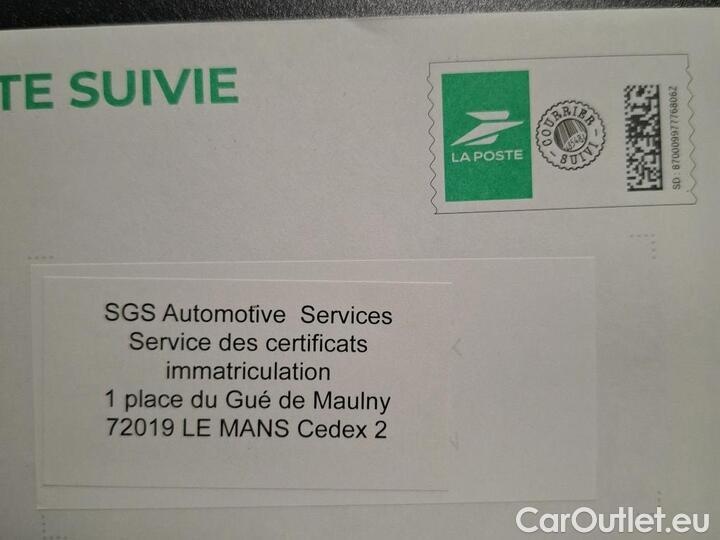 TE SUIVIE
LA POSTE
COURRIER
SUIVI
SD : 870009977768062
SGS Automotive Services
Service des certificats
immatriculation
1 place du Gué de Maulny
72019 LE MANS Cedex 2
CarOutlet.eu